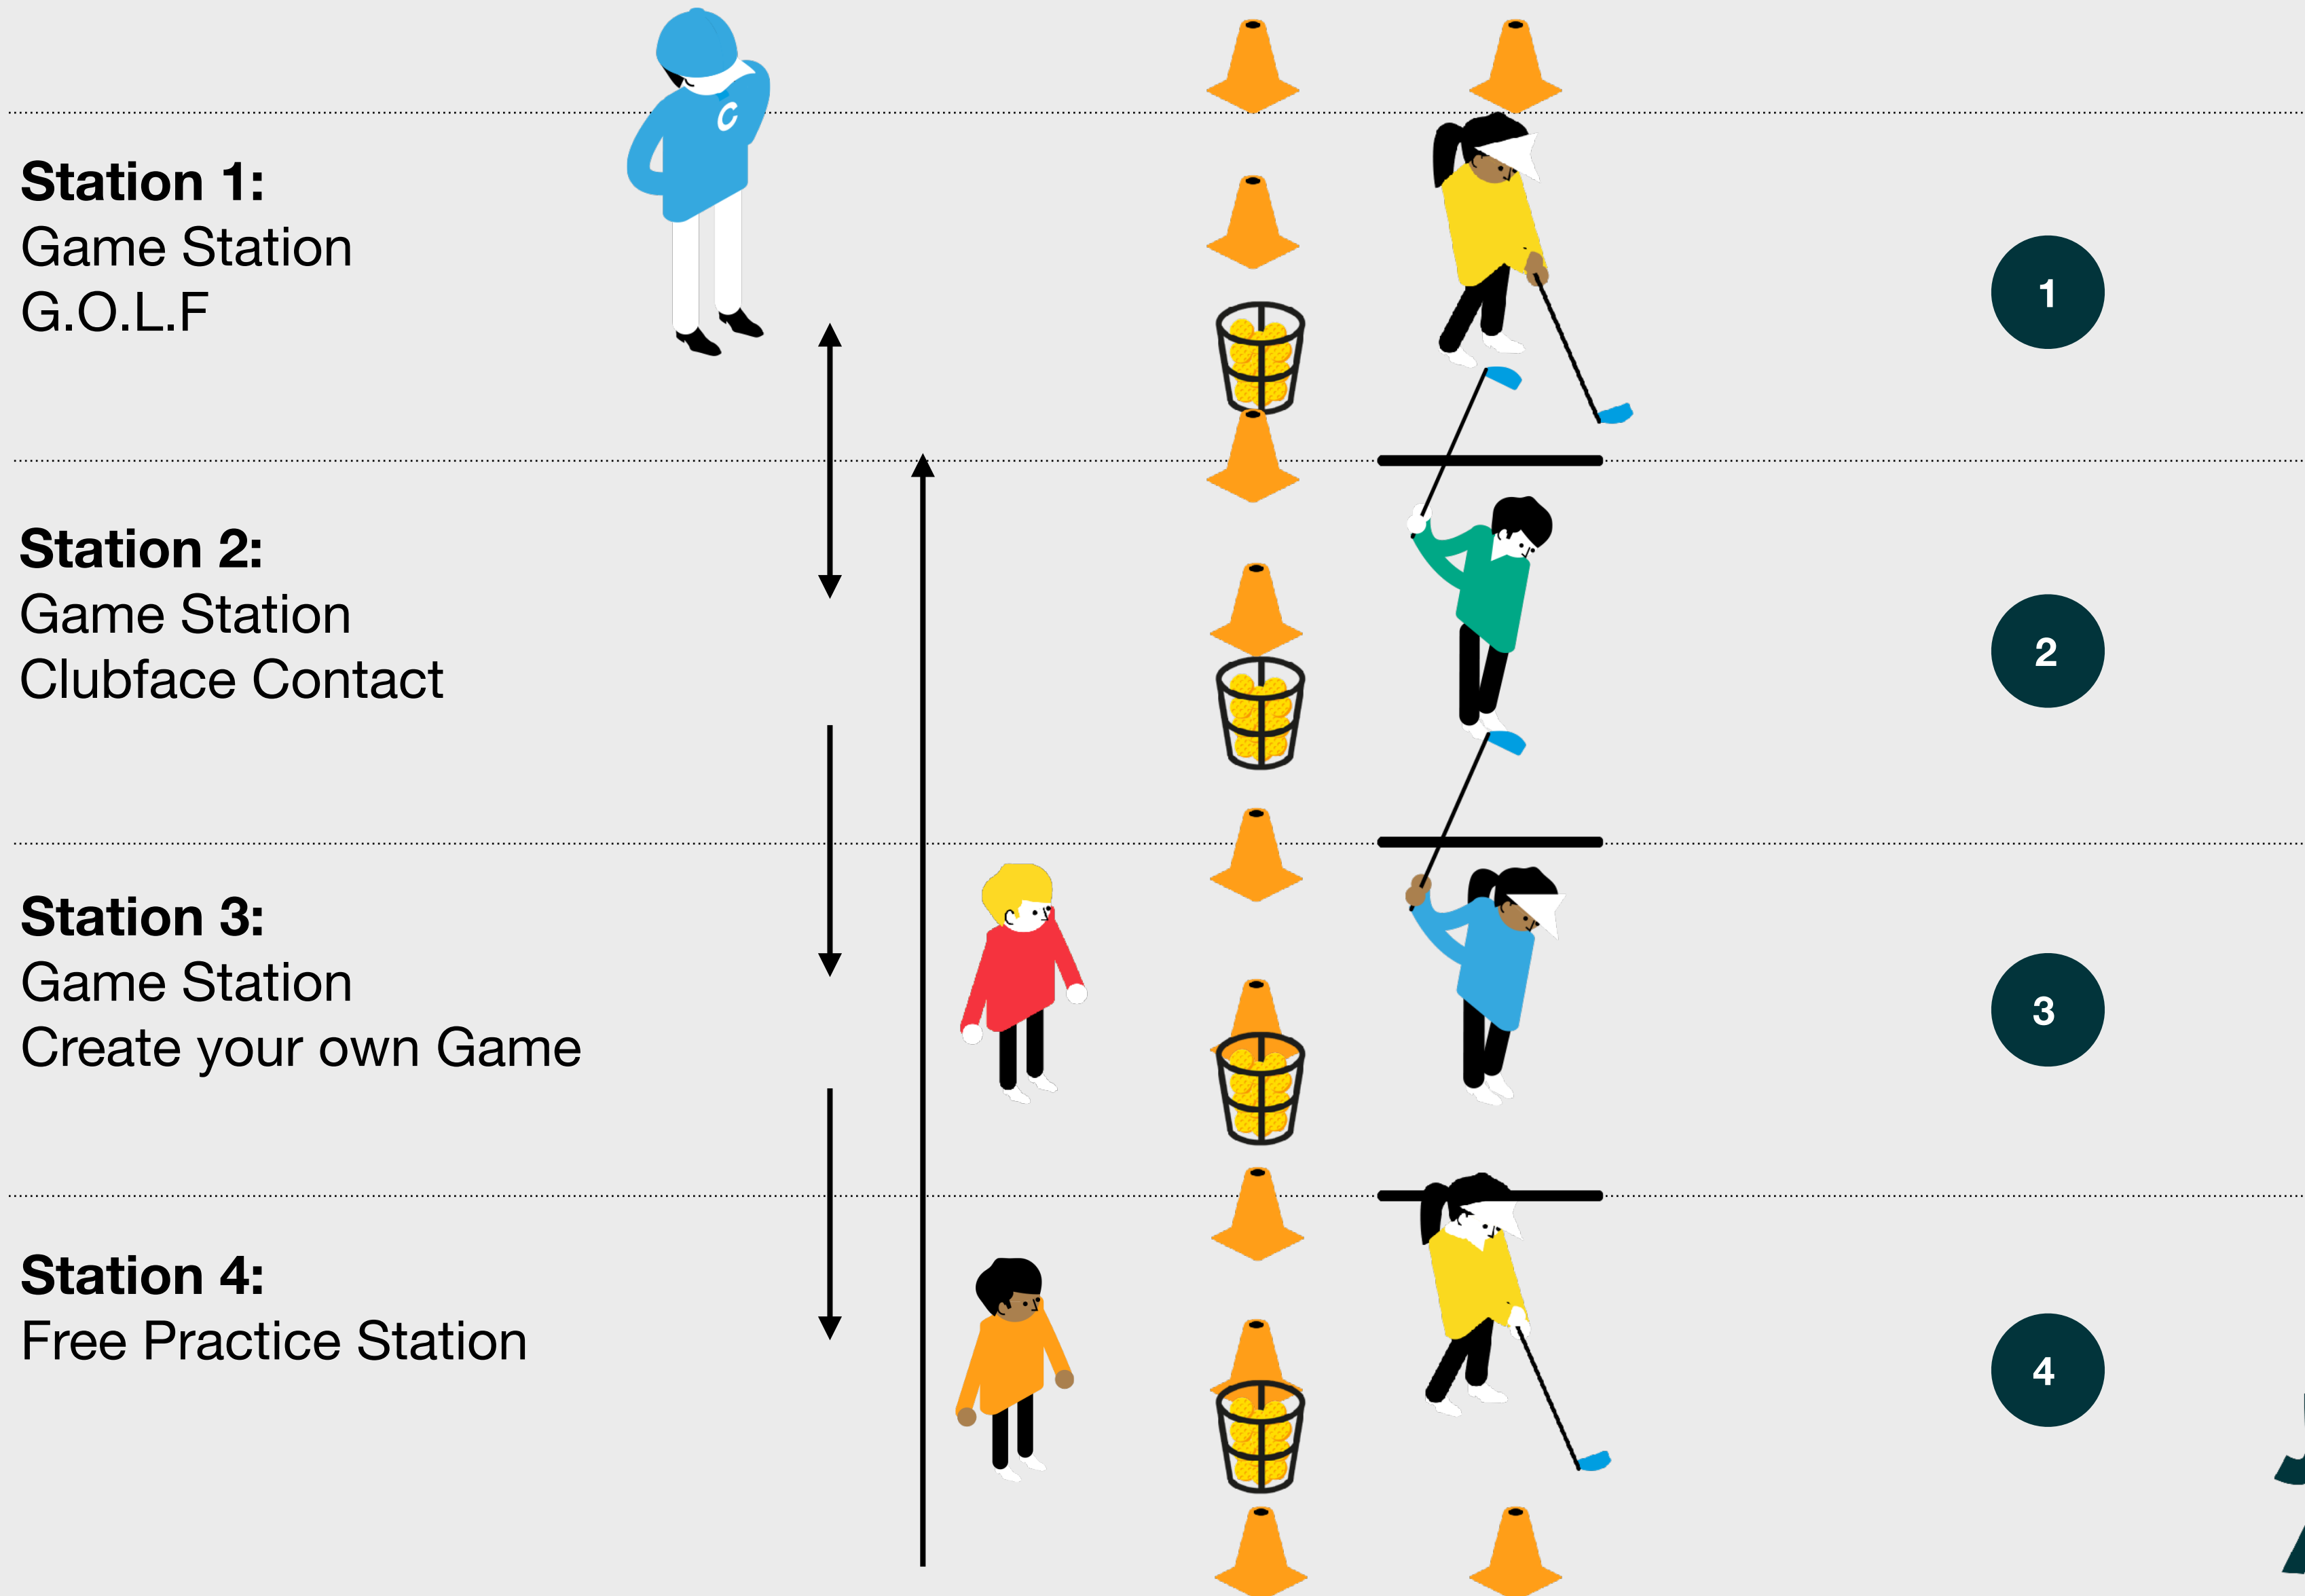 C
Station 1:
Game Station
G.O.L.F
1
Station 2:
Game Station
Clubface Contact
2
Station 3:
Game Station
Create your own Game
3
Station 4:
Free Practice Station
4